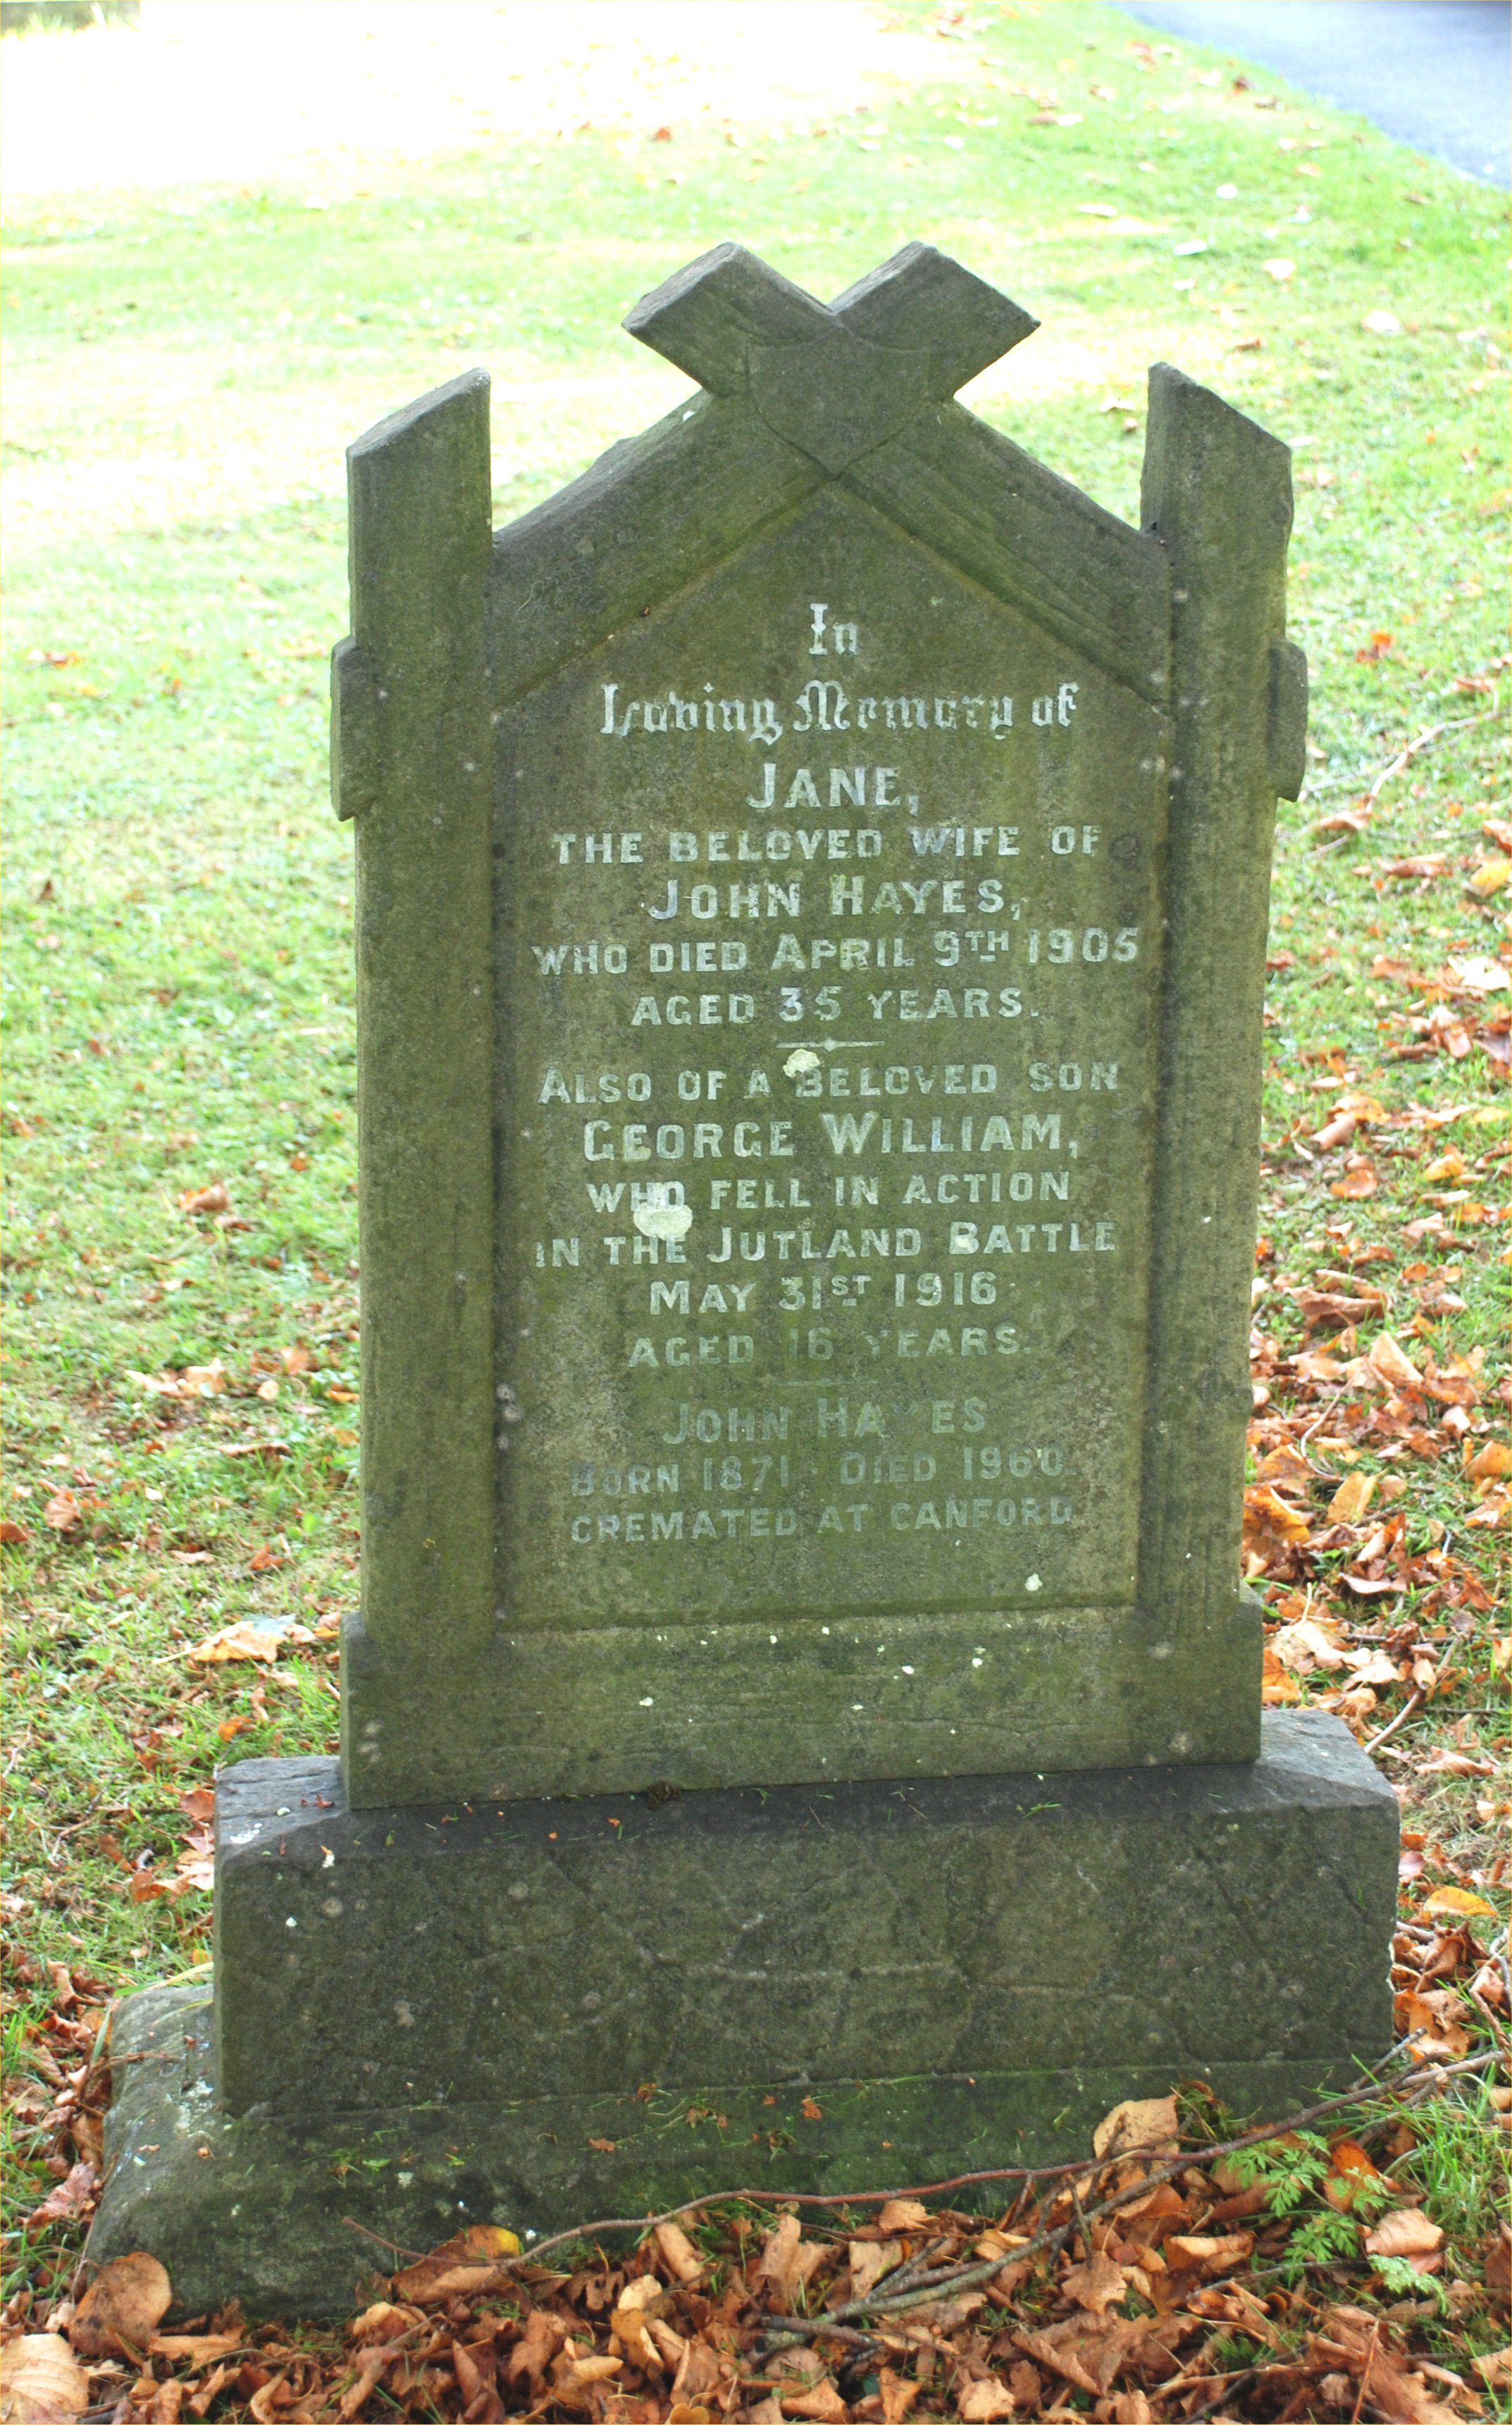 In
Loving Memory of
JANE,
THE BELOVED WIFE OF
JOHN HAYES,
WHO DIED APRIL 9TH 1905
AGED 35 YEARS.
ALSO OF A BELOVED SON
GEORGE WILLIAM,
WHO FELL IN ACTION
IN THE JUTLAND BATTLE
MAY 31ST 1916
AGED 16 YEARS.
JOHN HAYES
BORN 1871. DIED 1960.
CREMATED AT CANFORD